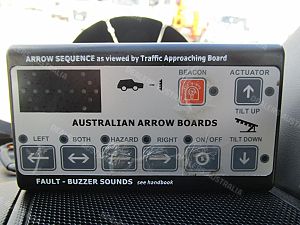 ARROW SEQUENCE as viewed by Traffic Approaching Board
BEACON
ACTUATOR
TILT UP
AUSTRALIAN ARROW BOARDS
LEFT BOTH HAZARD RIGHT ON/OFF TILT DOWN
FAULT - BUZZER SOUNDS see handbook